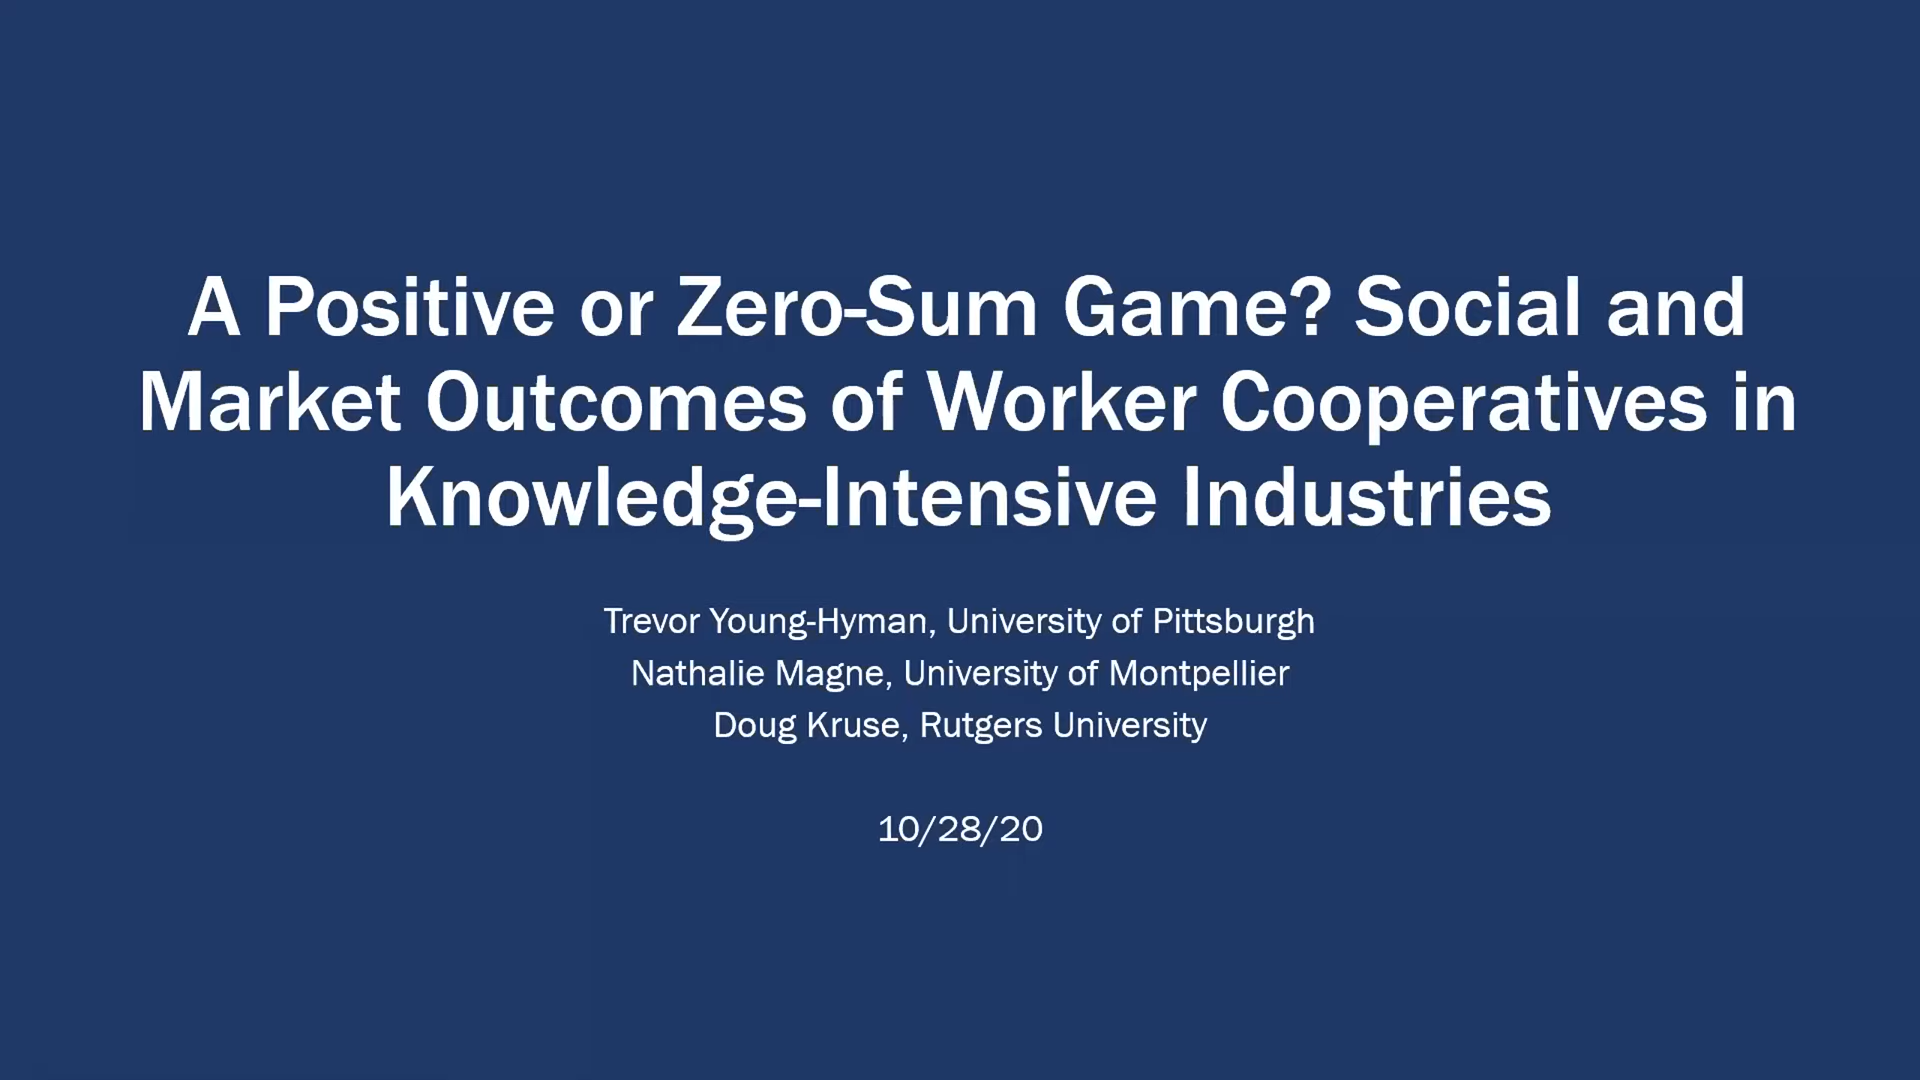 A Positive or Zero-Sum Game? Social and
Market Outcomes of Worker Cooperatives in
Knowledge-Intensive Industries
Trevor Young-Hyman, University of Pittsburgh
Nathalie Magne, University of Montpellier
Doug Kruse, Rutgers University
10/28/20